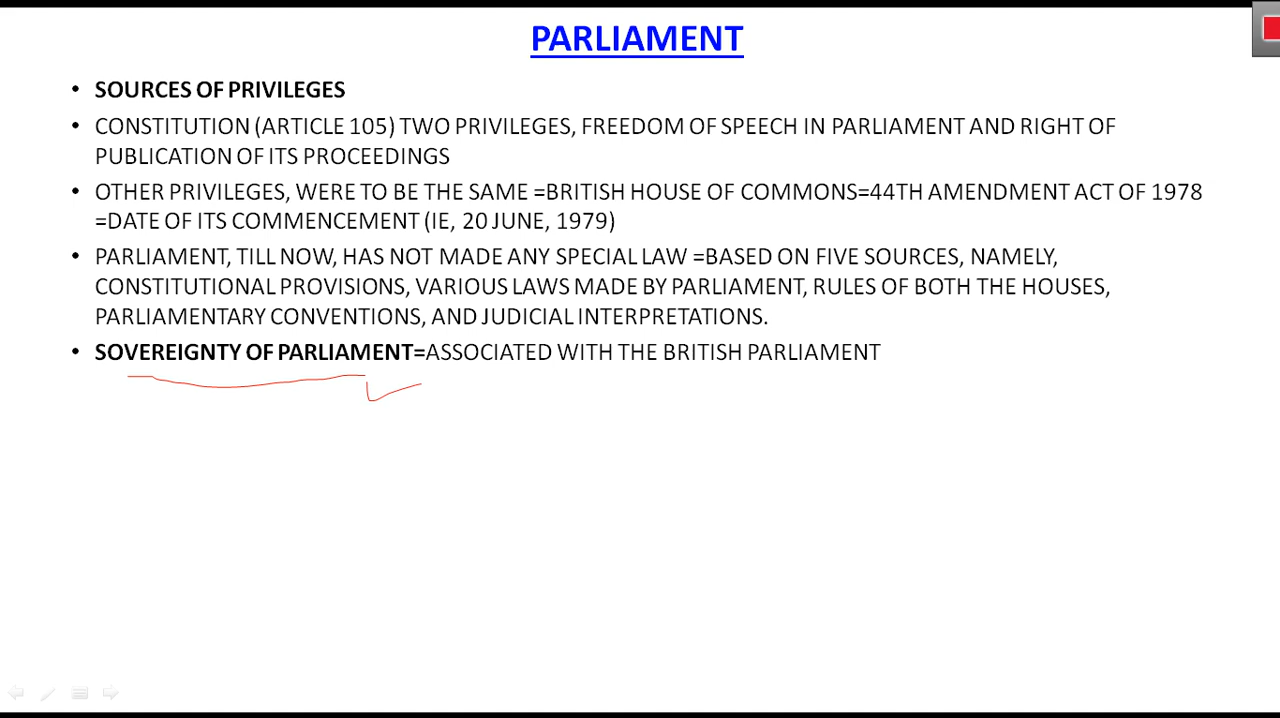 PARLIAMENT
• SOURCES OF PRIVILEGES
• CONSTITUTION (ARTICLE 105) TWO PRIVILEGES, FREEDOM OF SPEECH IN PARLIAMENT AND RIGHT OF
PUBLICATION OF ITS PROCEEDINGS
• OTHER PRIVILEGES, WERE TO BE THE SAME =BRITISH HOUSE OF COMMONS=44TH AMENDMENT ACT OF 1978
=DATE OF ITS COMMENCEMENT (IE, 20 JUNE, 1979)
• PARLIAMENT, TILL NOW, HAS NOT MADE ANY SPECIAL LAW =BASED ON FIVE SOURCES, NAMELY,
CONSTITUTIONAL PROVISIONS, VARIOUS LAWS MADE BY PARLIAMENT, RULES OF BOTH THE HOUSES,
PARLIAMENTARY CONVENTIONS, AND JUDICIAL INTERPRETATIONS.
• SOVEREIGNTY OF PARLIAMENT=ASSOCIATED WITH THE BRITISH PARLIAMENT